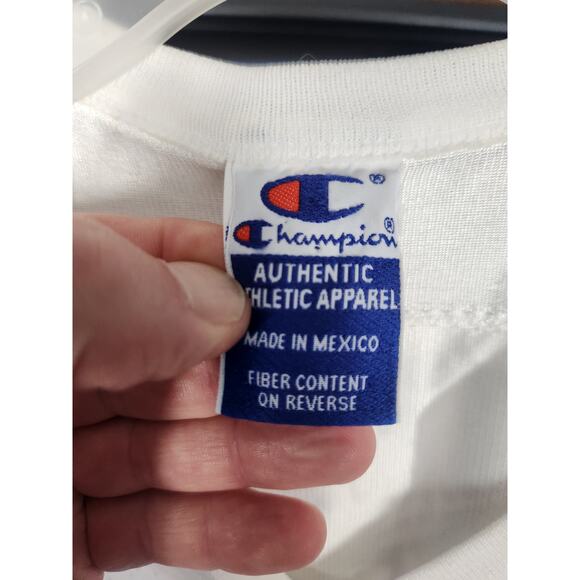 Champion
AUTHENTIC
THLETIC APPAREL
MADE IN MEXICO
FIBER CONTENT
ON REVERSE